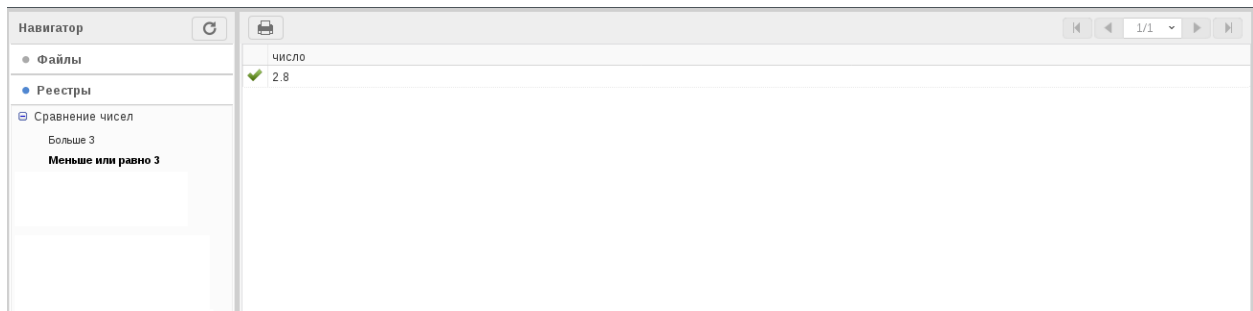 Навигатор
1/1
Файлы
число
2.8
Реестры
Сравнение чисел
Больше 3
Меньше или равно 3